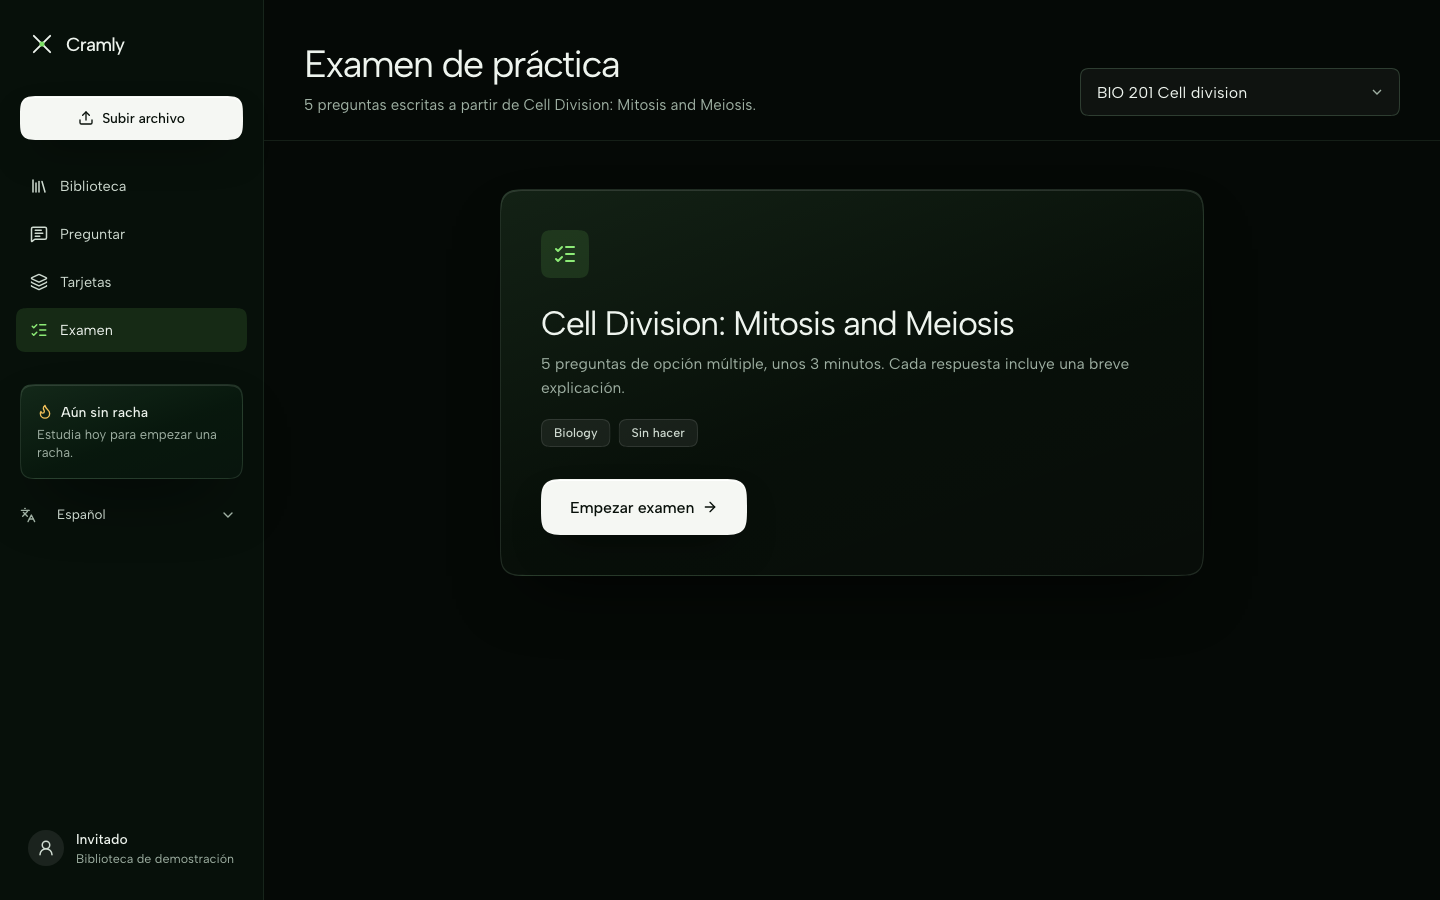 Cramly
Subir archivo
Biblioteca
Preguntar
Tarjetas
Examen
Aún sin racha
Estudia hoy para empezar una
racha.
Español
Invitado
Biblioteca de demostración
Examen de práctica
5 preguntas escritas a partir de Cell Division: Mitosis and Meiosis.
BIO 201 Cell division
Cell Division: Mitosis and Meiosis
5 preguntas de opción múltiple, unos 3 minutos. Cada respuesta incluye una breve
explicación.
Biology
Sin hacer
Empezar examen